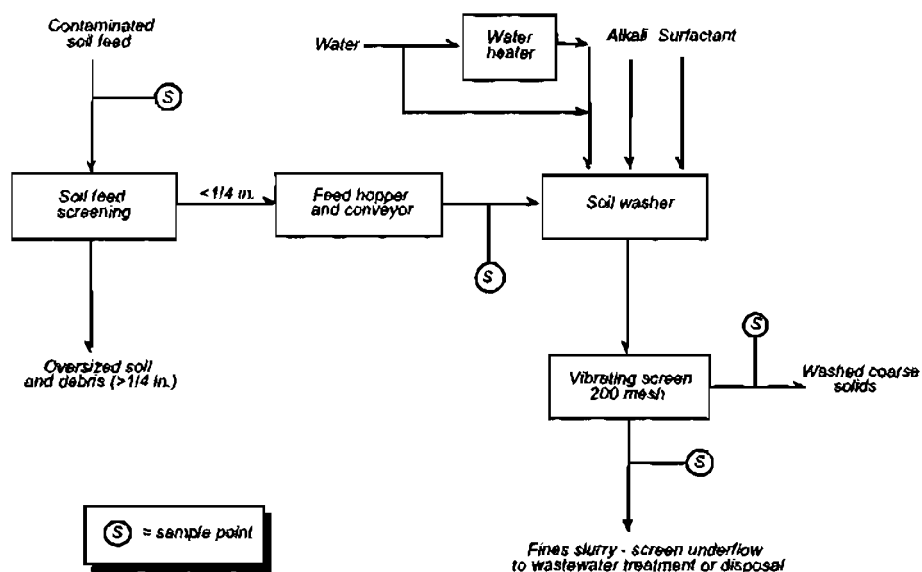 Contaminated
soil feed
S
Water
Water
heater
Alkali Surfactant
Soil feed
screening
<1/4 in.
Feed hopper
and conveyor
S
Soil washer
Oversized soil
and debris (>1/4 in.)
S
Vibrating screen
200 mesh
Washed coarse
solids
S
S = sample point
Fines slurry - screen underflow
to wastewater treatment or disposal